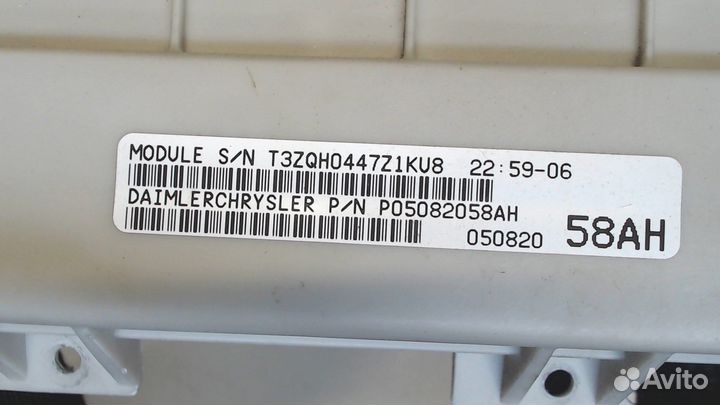 MODULE S/N T3ZQH0447Z1KU8 22:59-06
DAIMLERCHRYSLER P/N P05082058AH
050820 58AH
Avito